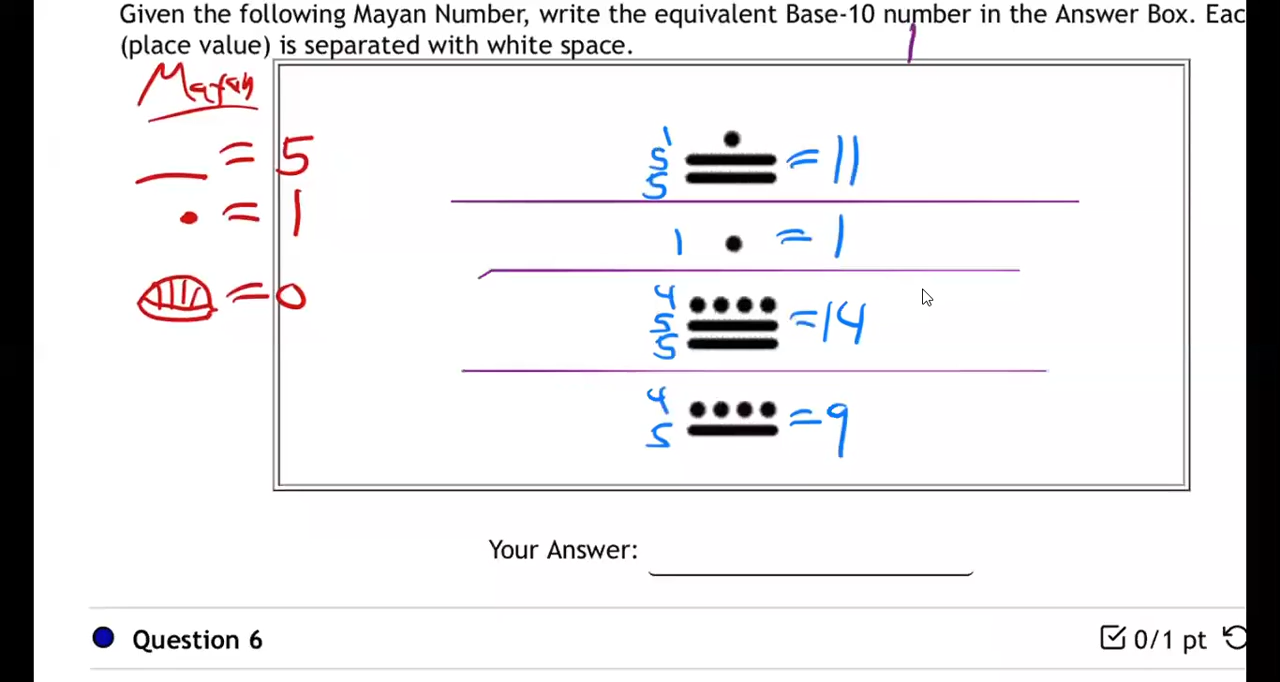 Given the following Mayan Number, write the equivalent Base-10 number in the Answer Box. Eac
(place value) is separated with white space.
1
Mayan
__ = 5
• = 1
= 0
1
5
5
= 11
1 • = 1
4
5
5
= 14
4
5
= 9
Your Answer:
Question 6
0/1 pt